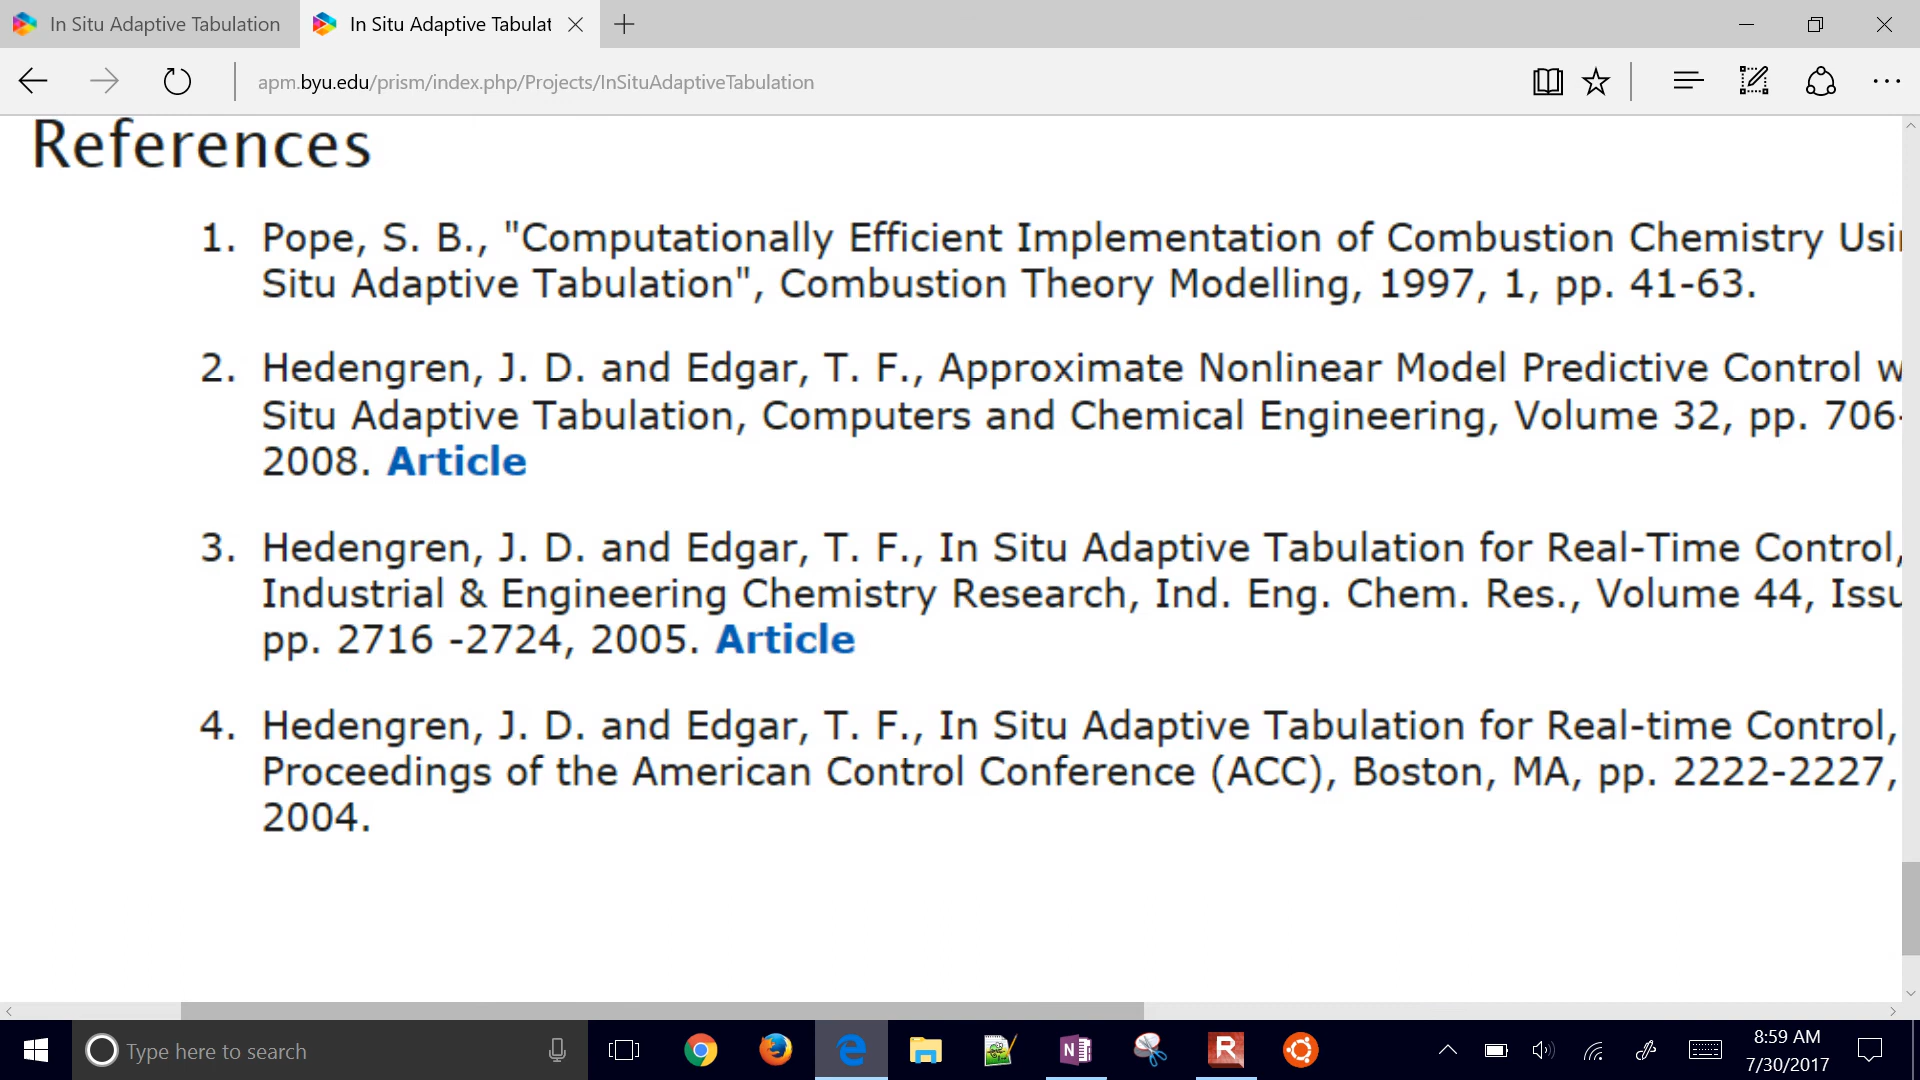 In Situ Adaptive Tabulation
In Situ Adaptive Tabulat
apm.byu.edu/prism/index.php/Projects/InSituAdaptiveTabulation
References
1. Pope, S. B., "Computationally Efficient Implementation of Combustion Chemistry
Situ Adaptive Tabulation", Combustion Theory Modelling, 1997, 1, pp. 41-63.
2. Hedengren, J. D. and Edgar, T. F., Approximate Nonlinear Model Predictive Control w
Situ Adaptive Tabulation, Computers and Chemical Engineering, Volume 32, pp. 706-
2008. Article
3. Hedengren, J. D. and Edgar, T. F., In Situ Adaptive Tabulation for Real-Time Control,
Industrial & Engineering Chemistry Research, Ind. Eng. Chem. Res., Volume 44, Issu
pp. 2716 -2724, 2005. Article
4. Hedengren, J. D. and Edgar, T. F., In Situ Adaptive Tabulation for Real-time Control,
Proceedings of the American Control Conference (ACC), Boston, MA, pp. 2222-2227,
2004.
Type here to search
8:59 AM
7/30/2017